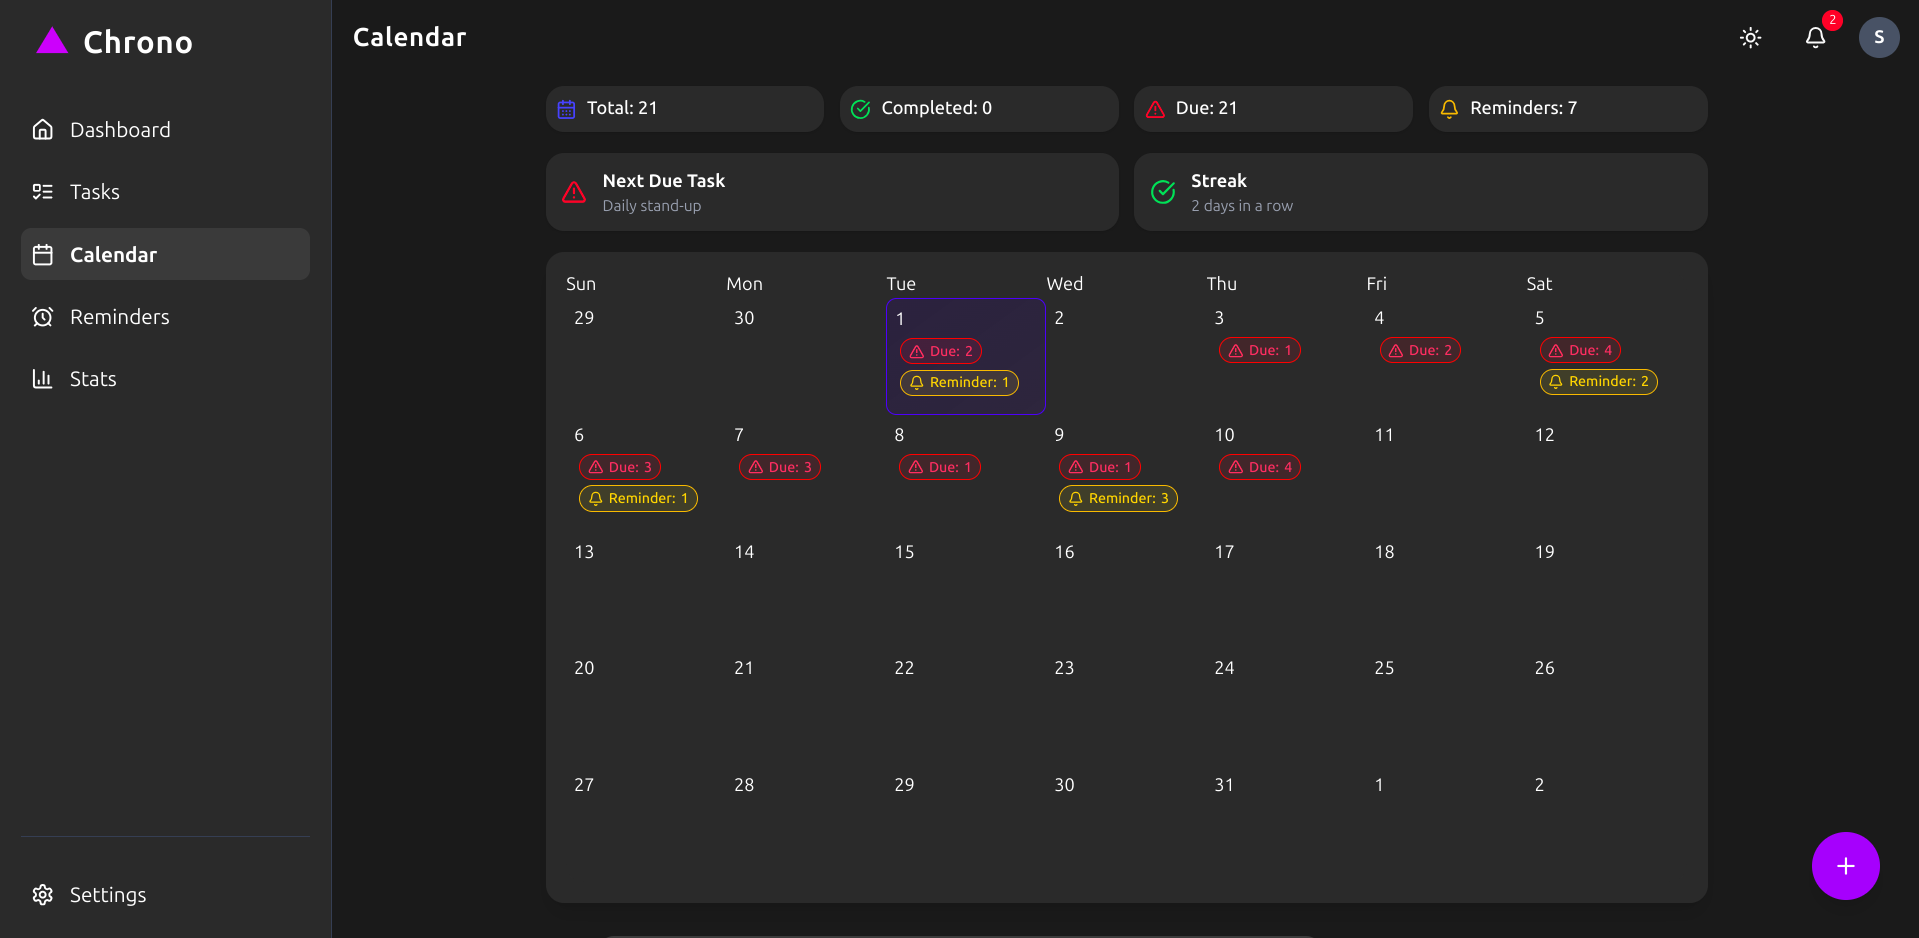 Chrono
Dashboard
Tasks
Calendar
Reminders
Stats
Settings
Calendar
2
S
Total: 21
Completed: 0
Due: 21
Reminders: 7
Next Due Task
Daily stand-up
Streak
2 days in a row
Sun Mon Tue Wed Thu Fri Sat
29 30 1 2 3 4 5
Due: 2 Due: 1 Due: 2 Due: 4
Reminder: 1 Reminder: 2
6 7 8 9 10 11 12
Due: 3 Due: 3 Due: 1 Due: 1 Due: 4
Reminder: 1 Reminder: 3
13 14 15 16 17 18 19
20 21 22 23 24 25 26
27 28 29 30 31 1 2
+